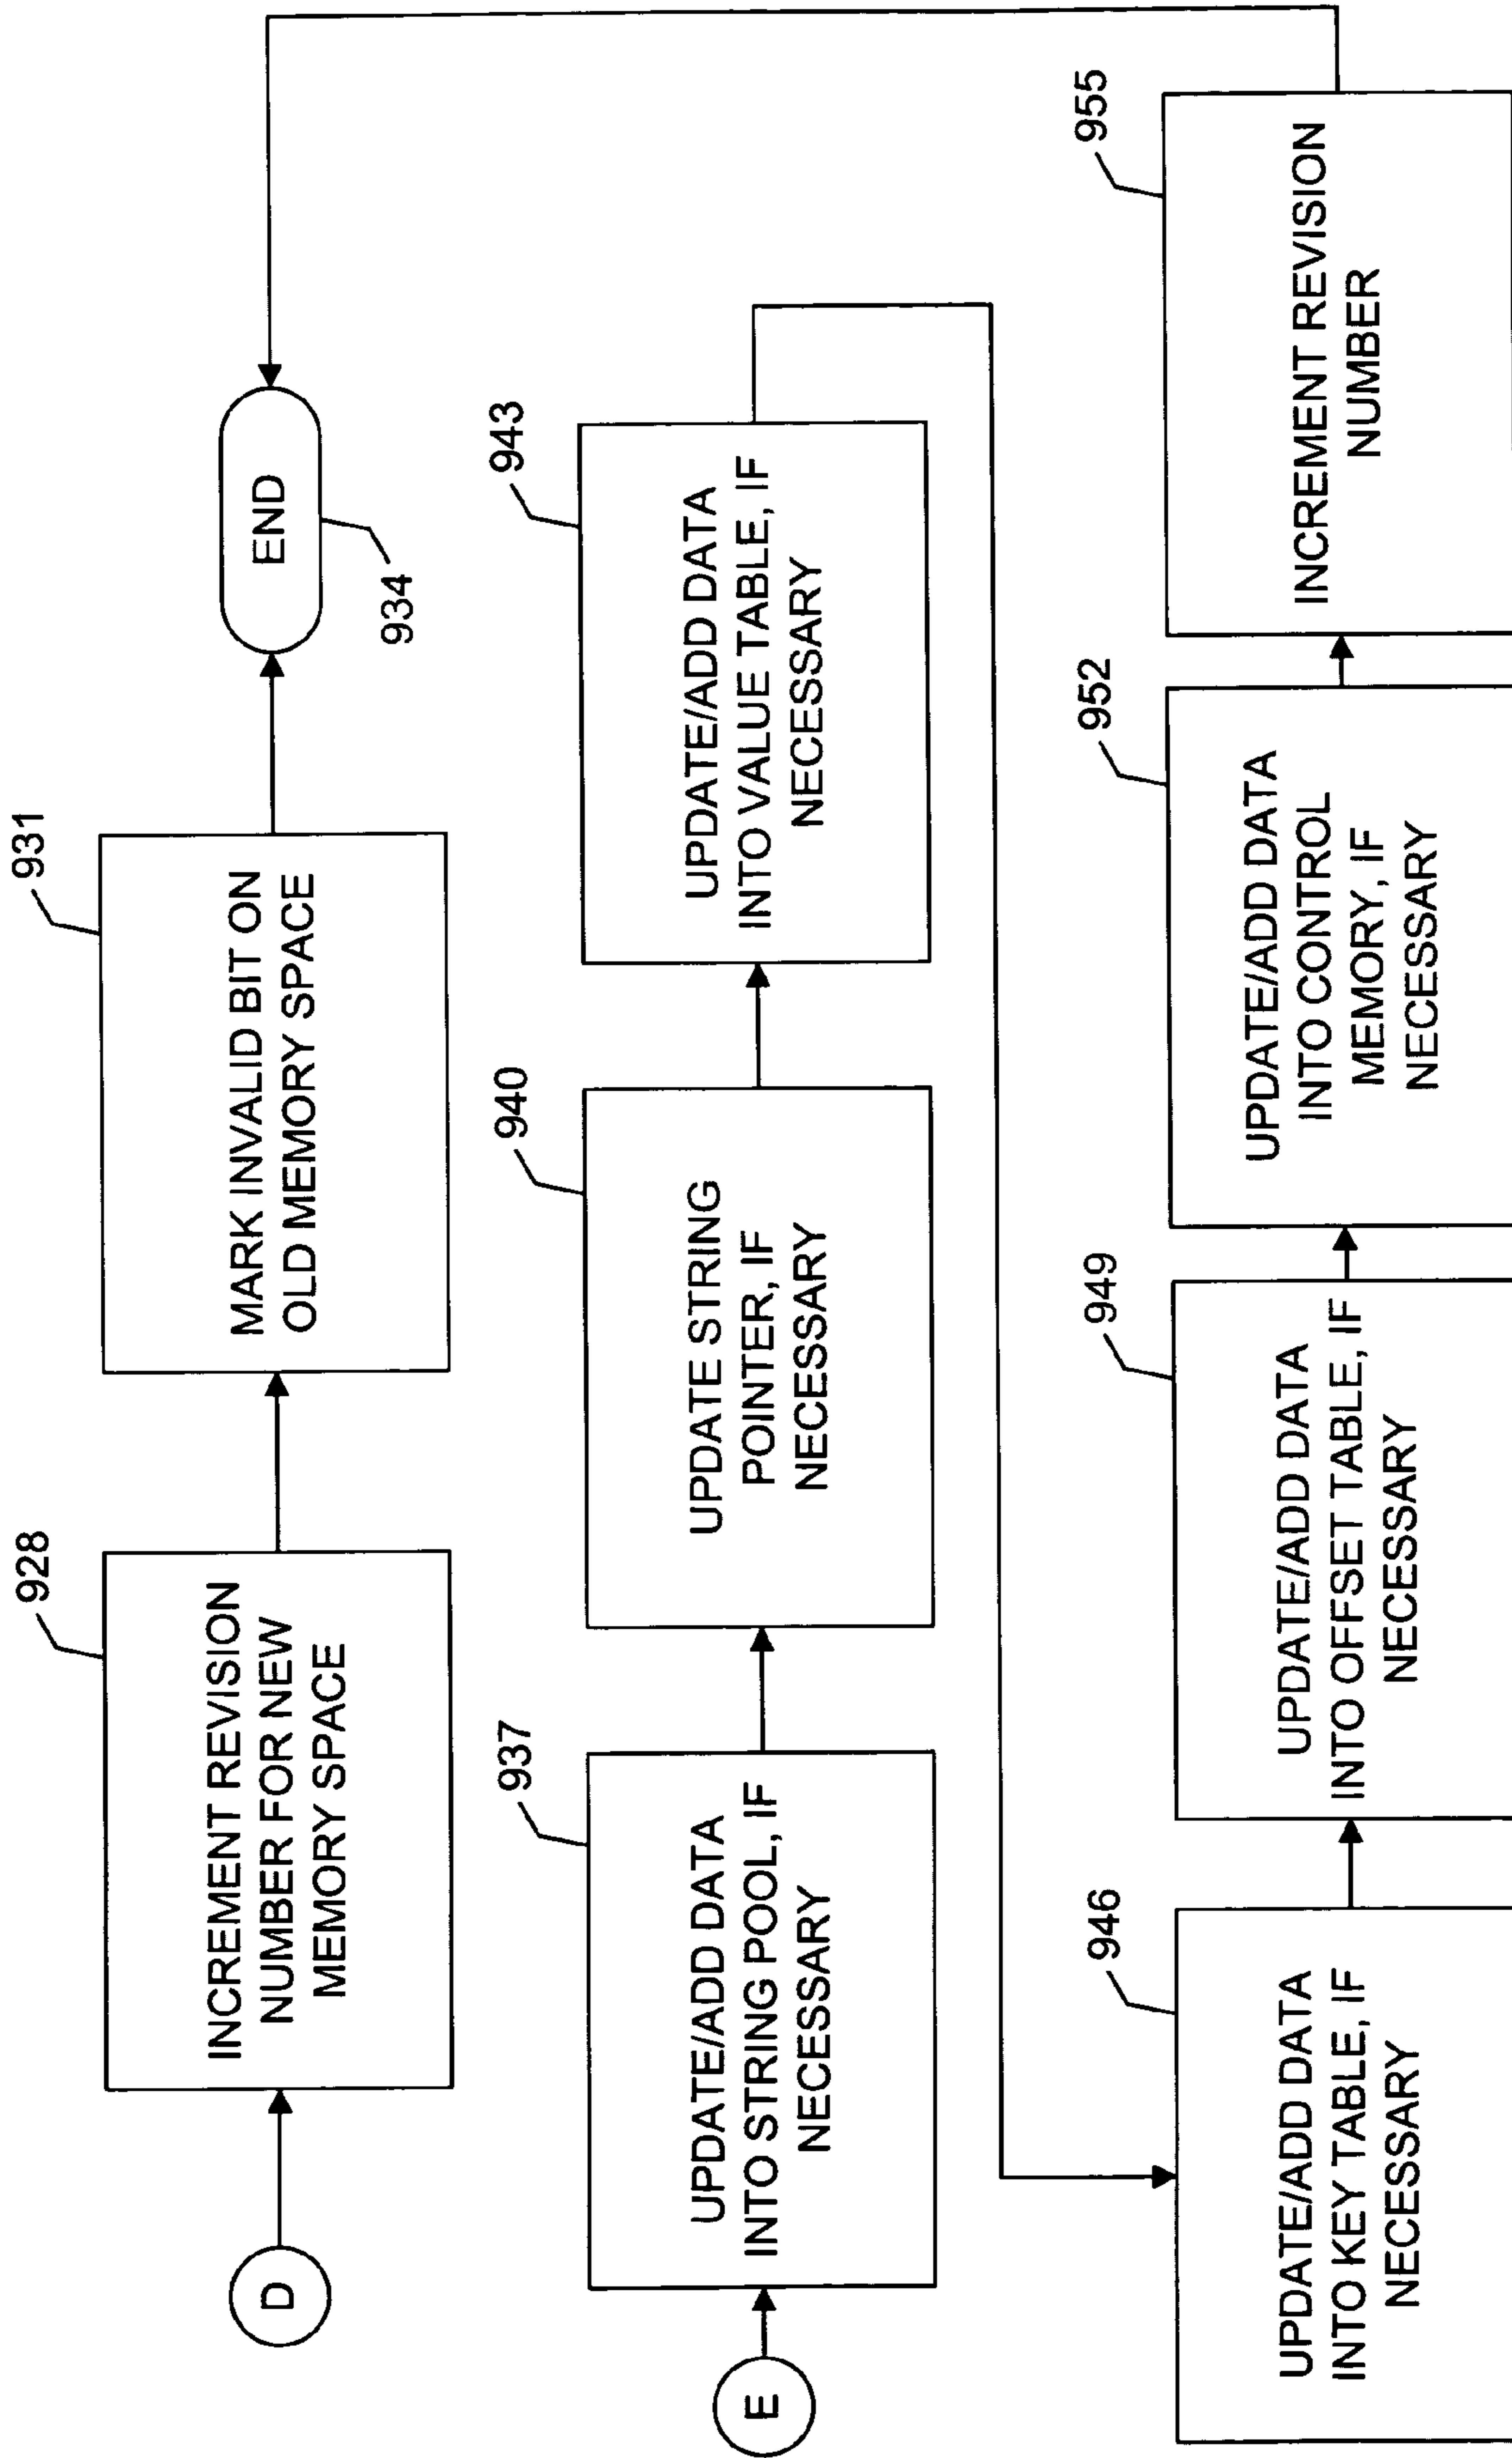 D
928
INCREMENT REVISION
NUMBER FOR NEW
MEMORY SPACE
931
MARK INVALID BIT ON
OLD MEMORY SPACE
END
934
E
937
UPDATE/ADD DATA
INTO STRING POOL, IF
NECESSARY
940
UPDATE STRING
POINTER, IF
NECESSARY
943
UPDATE/ADD DATA
INTO VALUE TABLE, IF
NECESSARY
946
UPDATE/ADD DATA
INTO KEY TABLE, IF
NECESSARY
949
UPDATE/ADD DATA
INTO OFFSET TABLE, IF
NECESSARY
952
UPDATE/ADD DATA
INTO CONTROL
MEMORY, IF
NECESSARY
955
INCREMENT REVISION
NUMBER